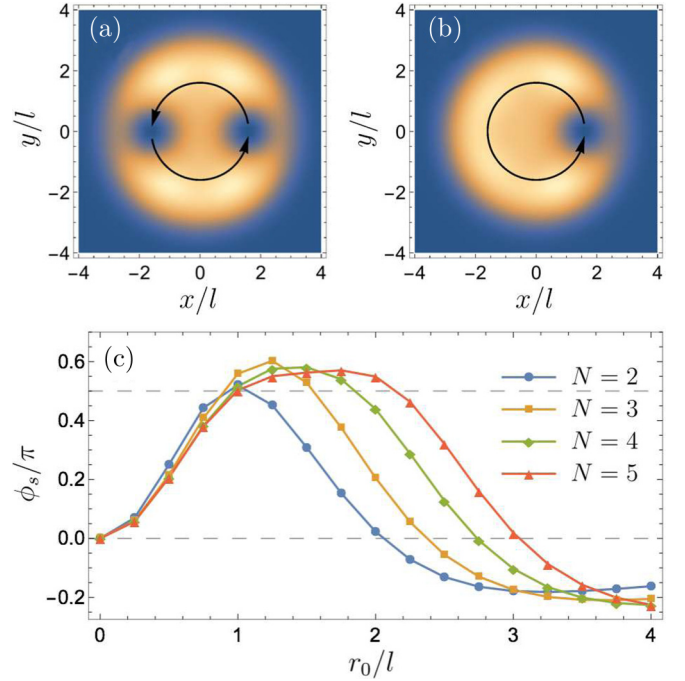 (a)
(b)
y/l
4
2
0
−2
−4
−4 −2 0 2 4
x/l
y/l
4
2
0
−2
−4
−4 −2 0 2 4
x/l
(c)
ϕₛ/π
0.6
0.4
0.2
0.0
−0.2
0 1 2 3 4
r₀/l
N = 2
N = 3
N = 4
N = 5